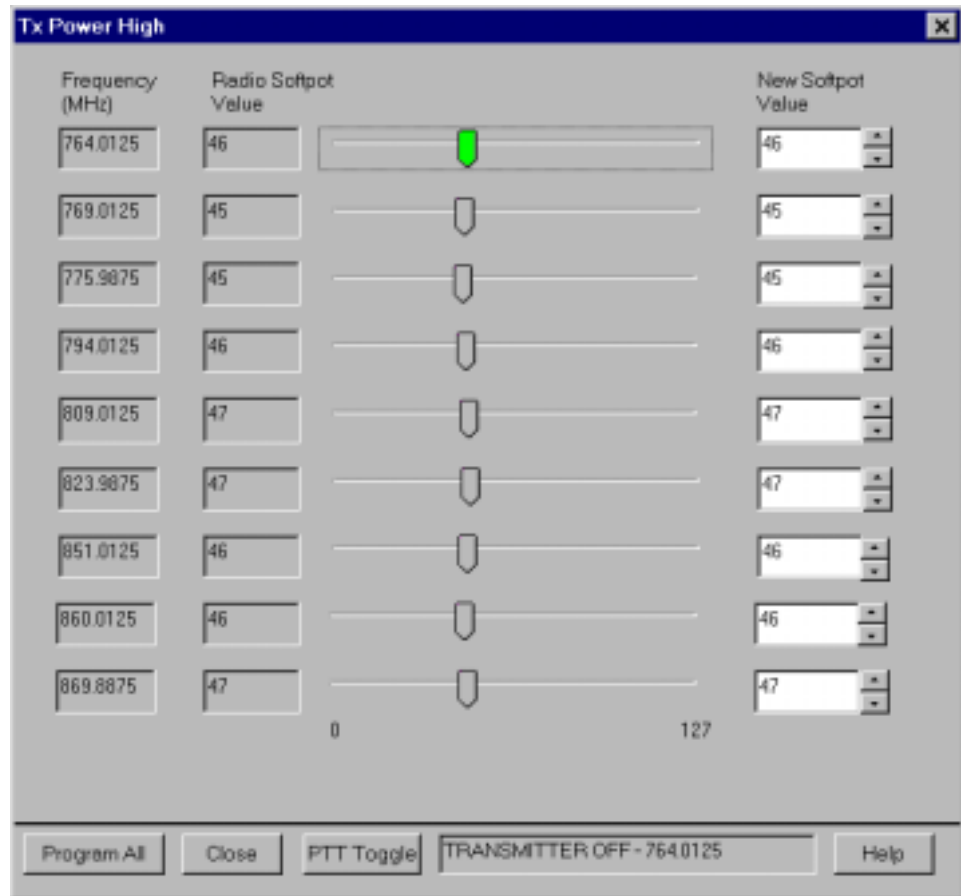 Tx Power High
Frequency (MHz) Radio Softpot Value New Softpot Value
764.0125 46 46
769.0125 45 45
775.9875 45 45
794.0125 46 46
809.0125 47 47
823.9875 47 47
851.0125 46 46
860.0125 46 46
869.8875 47 47
0 127
Program All Close PTT Toggle TRANSMITTER OFF - 764.0125 Help